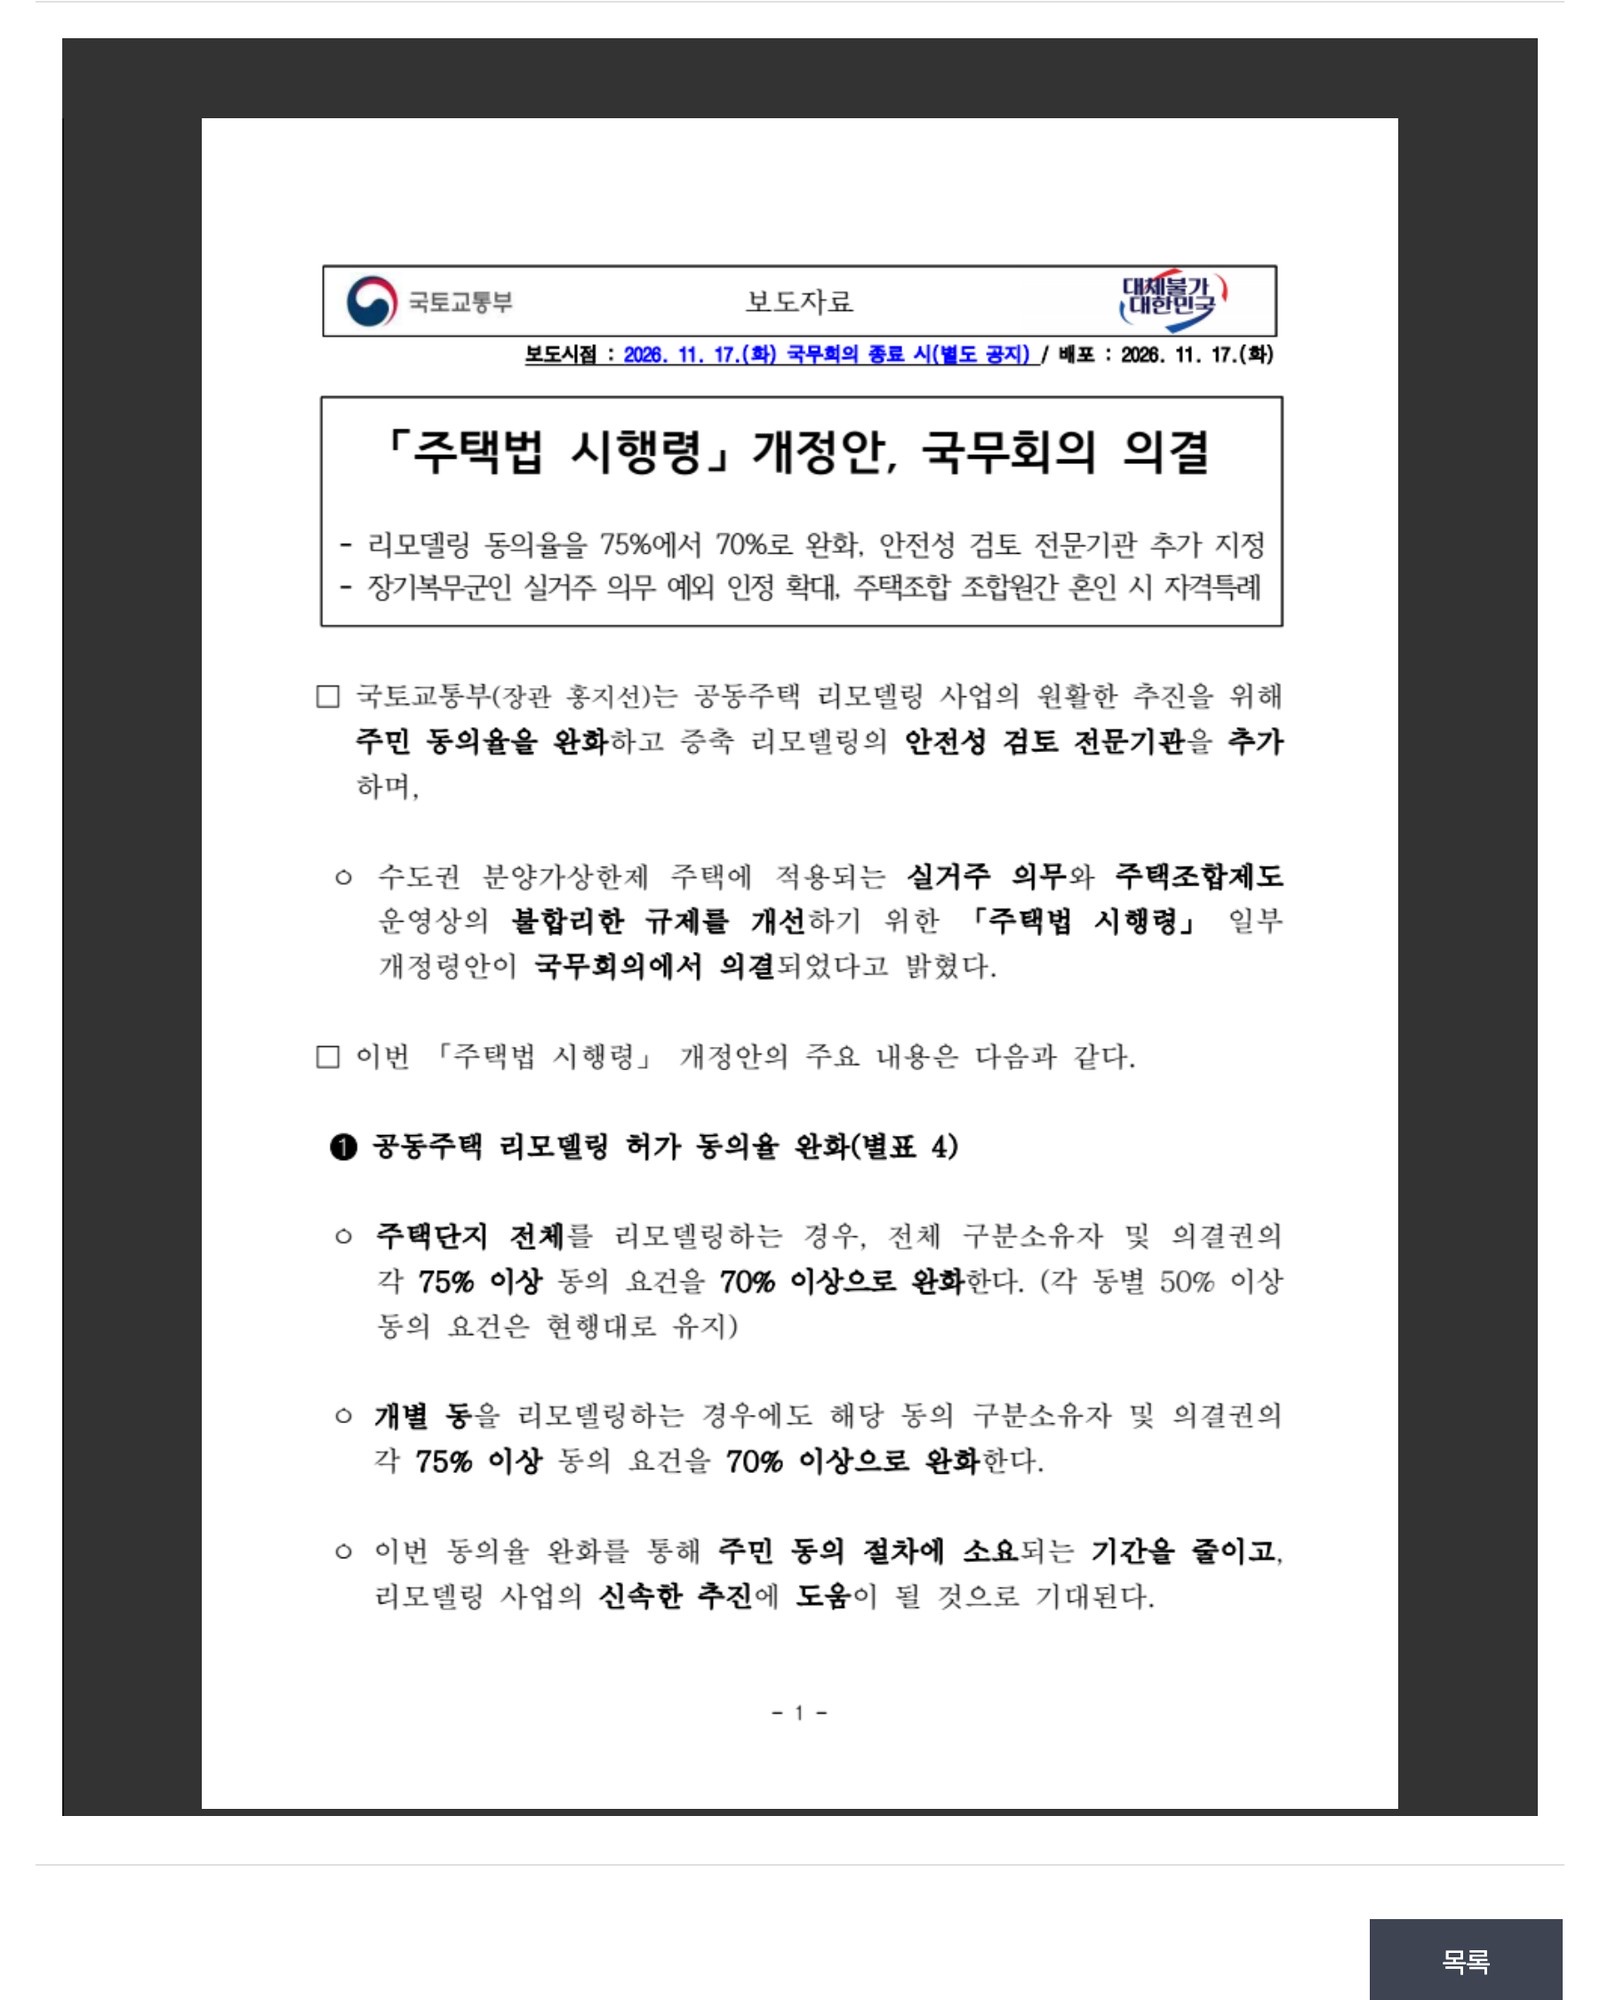 국토교통부
보도자료
대체불가
대한민국
보도시점 : 2026. 11. 17.(화) 국무회의 종료 시(별도 공지) / 배포 : 2026. 11. 17.(화)
「주택법 시행령」 개정안, 국무회의 의결
- 리모델링 동의율을 75%에서 70%로 완화, 안전성 검토 전문기관 추가 지정
- 장기복무군인 실거주 의무 예외 인정 확대, 주택조합 조합원간 혼인 시 자격특례
□ 국토교통부(장관 홍지선)는 공동주택 리모델링 사업의 원활한 추진을 위해
주민 동의율을 완화하고 증축 리모델링의 안전성 검토 전문기관을 추가
하며,
ㅇ 수도권 분양가상한제 주택에 적용되는 실거주 의무와 주택조합제도
운영상의 불합리한 규제를 개선하기 위한 「주택법 시행령」 일부
개정령안이 국무회의에서 의결되었다고 밝혔다.
□ 이번 「주택법 시행령」 개정안의 주요 내용은 다음과 같다.
❶ 공동주택 리모델링 허가 동의율 완화(별표 4)
ㅇ 주택단지 전체를 리모델링하는 경우, 전체 구분소유자 및 의결권의
각 75% 이상 동의 요건을 70% 이상으로 완화한다. (각 동별 50% 이상
동의 요건은 현행대로 유지)
ㅇ 개별 동을 리모델링하는 경우에도 해당 동의 구분소유자 및 의결권의
각 75% 이상 동의 요건을 70% 이상으로 완화한다.
ㅇ 이번 동의율 완화를 통해 주민 동의 절차에 소요되는 기간을 줄이고,
리모델링 사업의 신속한 추진에 도움이 될 것으로 기대된다.
- 1 -
목록